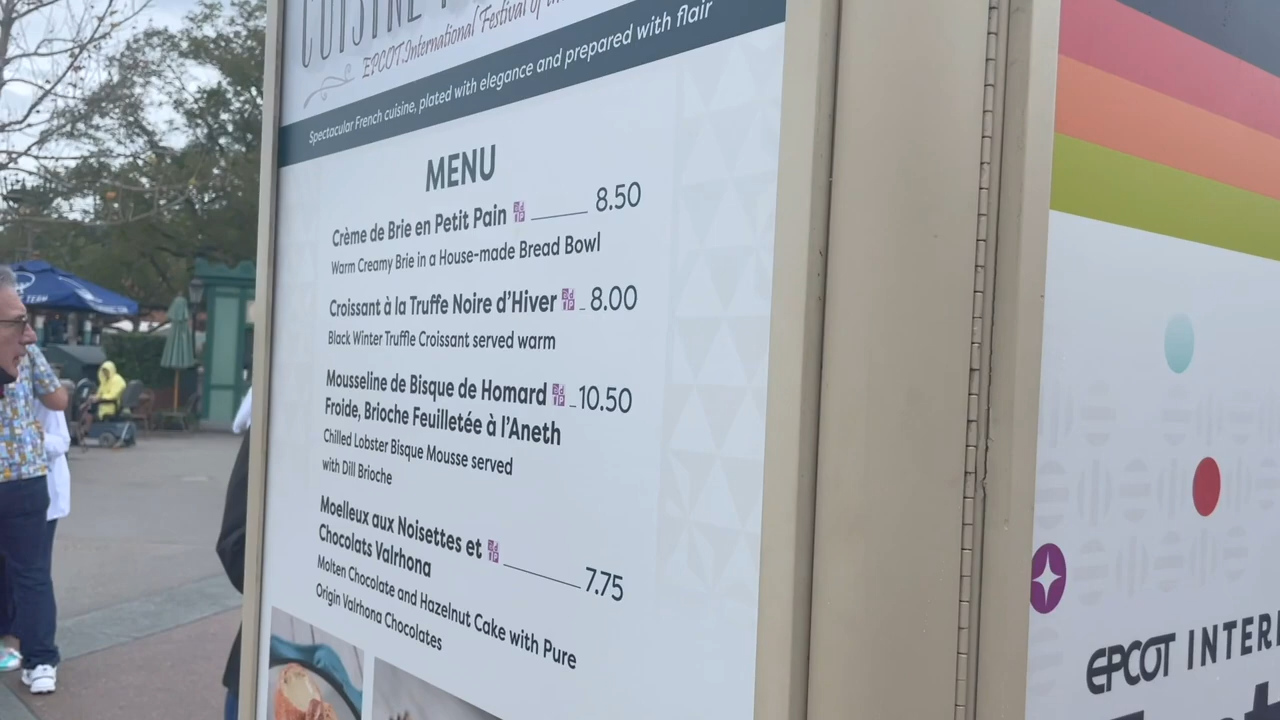 CUISINE
EPCOT International Festival of the
Spectacular French cuisine, plated with elegance and prepared with flair
MENU
Crème de Brie en Petit Pain 8.50
Warm Creamy Brie in a House-made Bread Bowl
Croissant à la Truffe Noire d'Hiver 8.00
Black Winter Truffle Croissant served warm
Mousseline de Bisque de Homard 10.50
Froide, Brioche Feuilletée à l'Aneth
Chilled Lobster Bisque Mousse served
with Dill Brioche
Moelleux aux Noisettes et
Chocolats Valrhona 7.75
Molten Chocolate and Hazelnut Cake with Pure
Origin Valrhona Chocolates
TEAM
EPCOT INTER